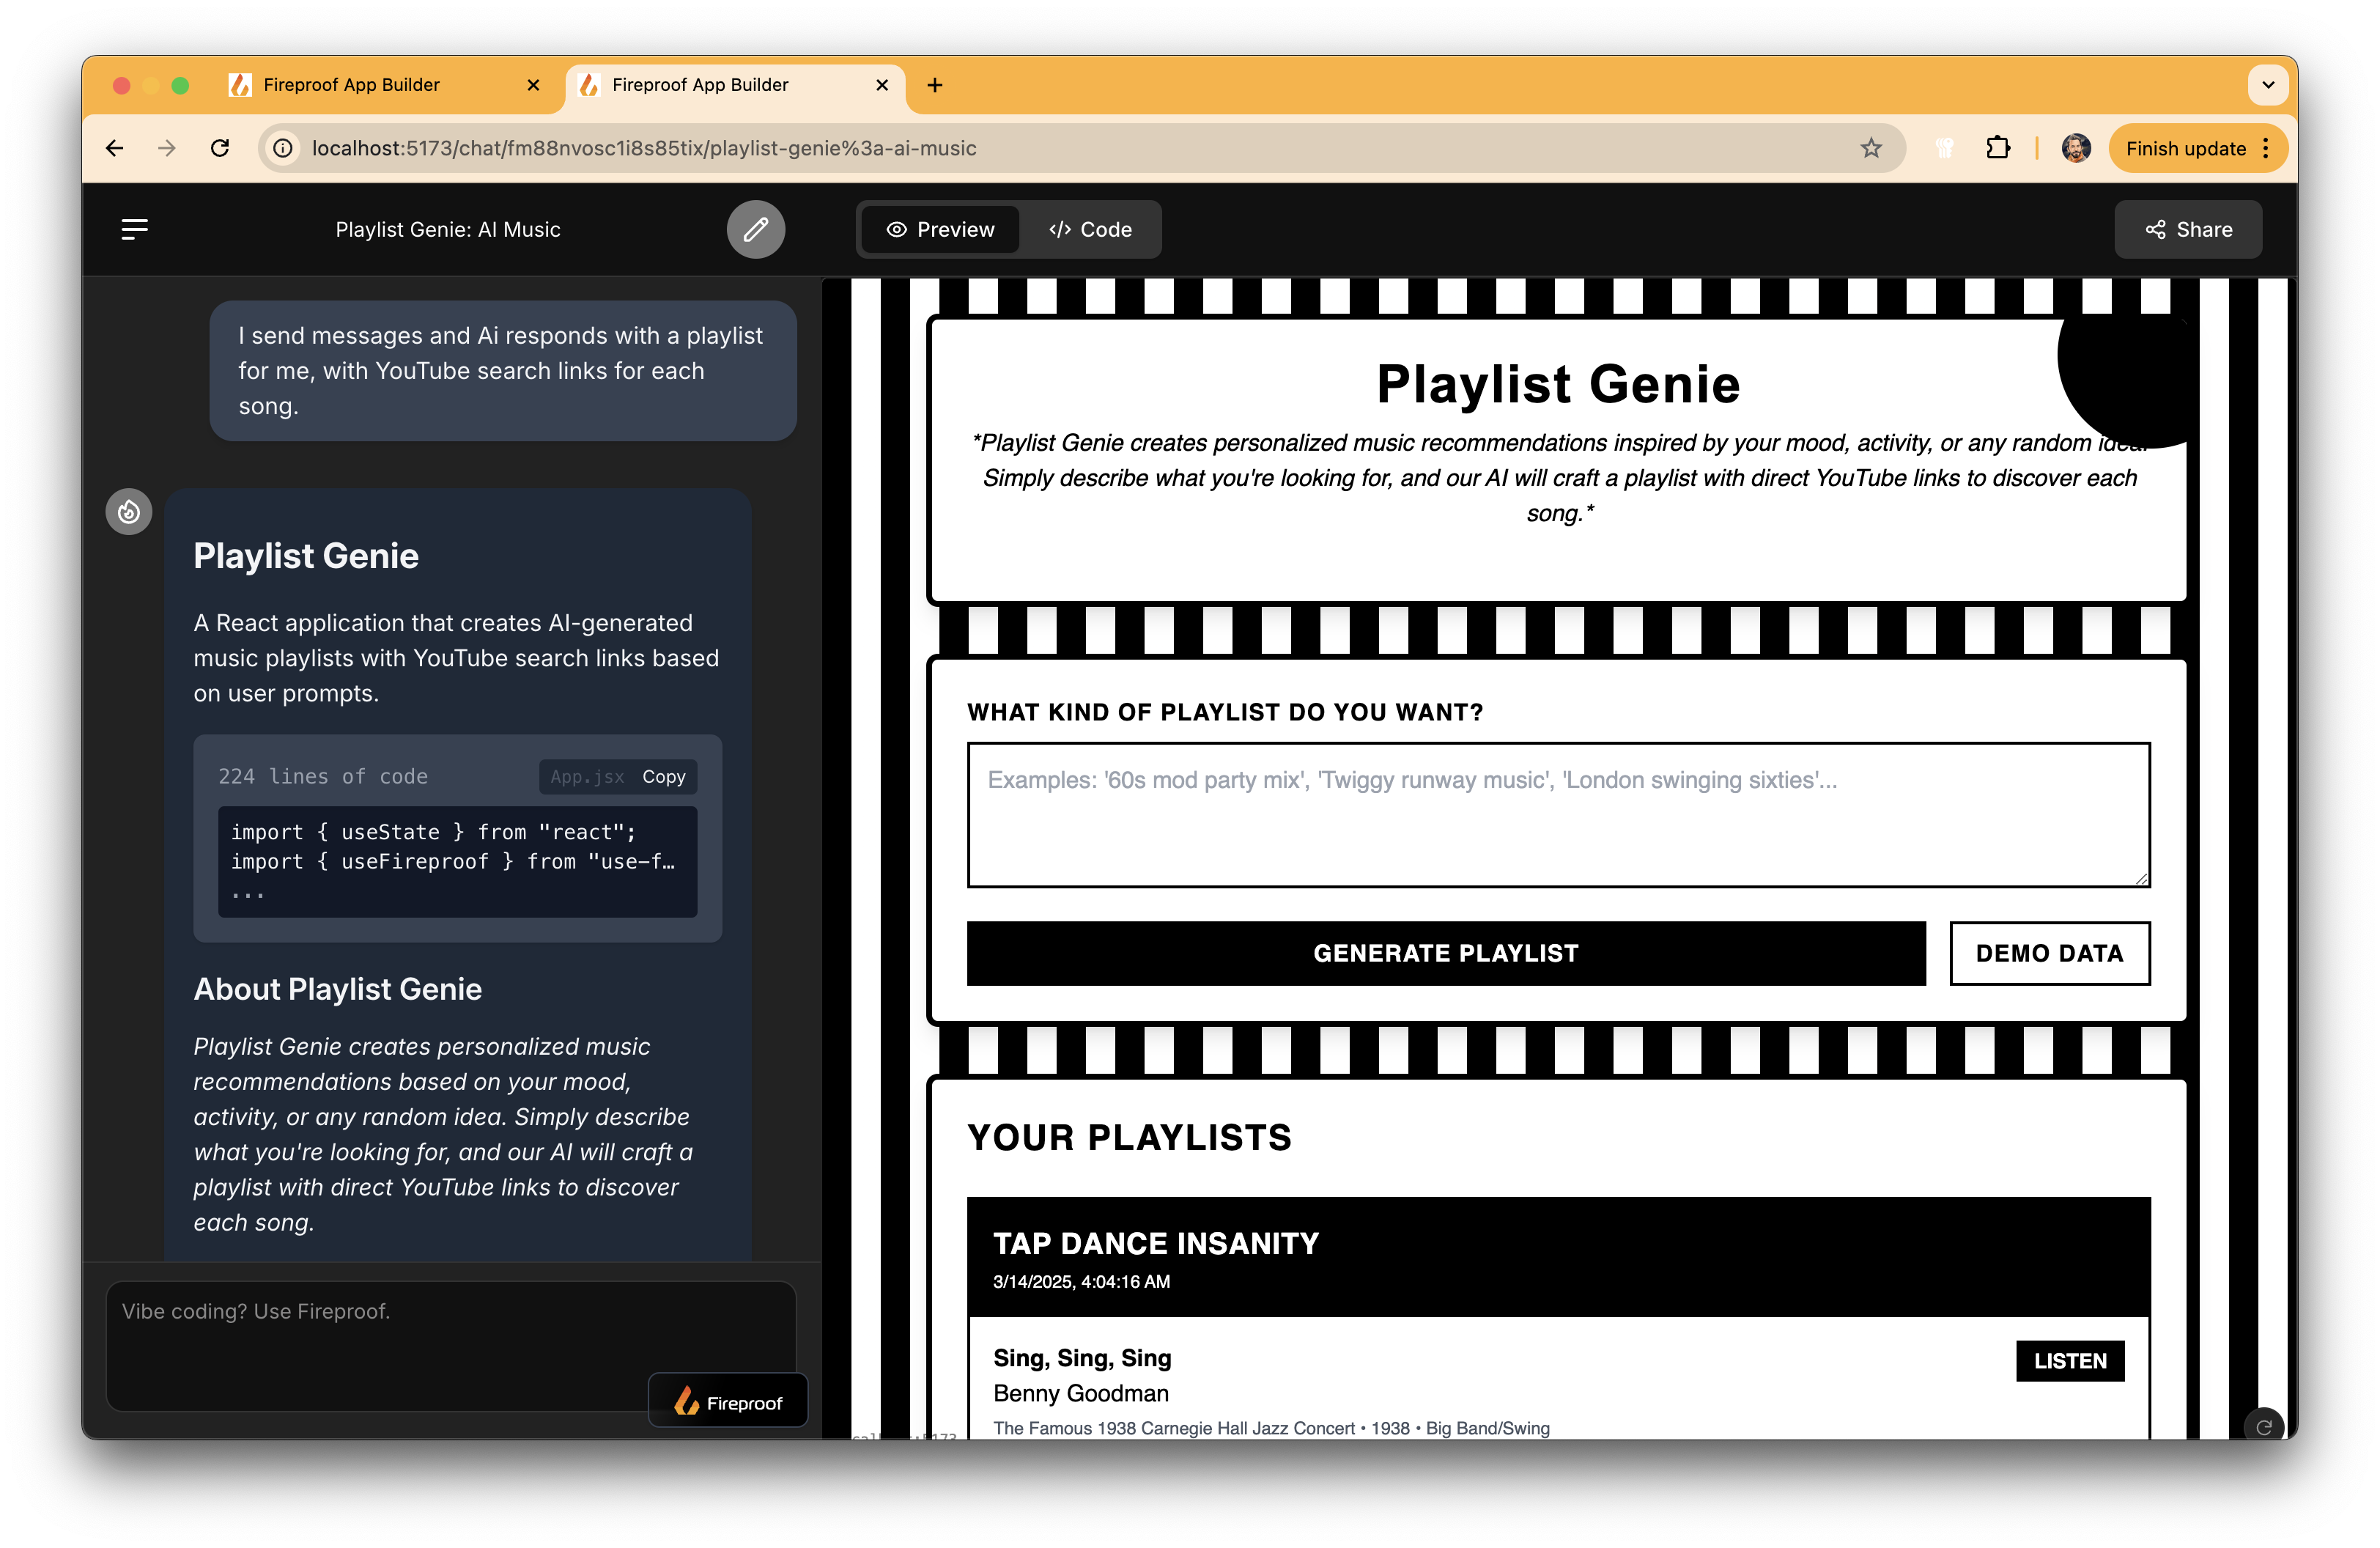 Fireproof App Builder
Fireproof App Builder
localhost:5173/chat/fm88nvosc1i8s85tix/playlist-genie%3a-ai-music
Finish update
Playlist Genie: AI Music
Preview
</> Code
Share
I send messages and Ai responds with a playlist
for me, with YouTube search links for each
song.
Playlist Genie
A React application that creates AI-generated
music playlists with YouTube search links based
on user prompts.
224 lines of code
App.jsx
Copy
import { useState } from "react";
import { useFireproof } from "use-f…
...
About Playlist Genie
Playlist Genie creates personalized music
recommendations based on your mood,
activity, or any random idea. Simply describe
what you're looking for, and our AI will craft a
playlist with direct YouTube links to discover
each song.
Vibe coding? Use Fireproof.
Fireproof
Playlist Genie
*Playlist Genie creates personalized music recommendations inspired by your mood, activity, or any random idea.
Simply describe what you're looking for, and our AI will craft a playlist with direct YouTube links to discover each
song.*
WHAT KIND OF PLAYLIST DO YOU WANT?
Examples: '60s mod party mix', 'Twiggy runway music', 'London swinging sixties'...
GENERATE PLAYLIST
DEMO DATA
YOUR PLAYLISTS
TAP DANCE INSANITY
3/14/2025, 4:04:16 AM
Sing, Sing, Sing
LISTEN
Benny Goodman
The Famous 1938 Carnegie Hall Jazz Concert • 1938 • Big Band/Swing